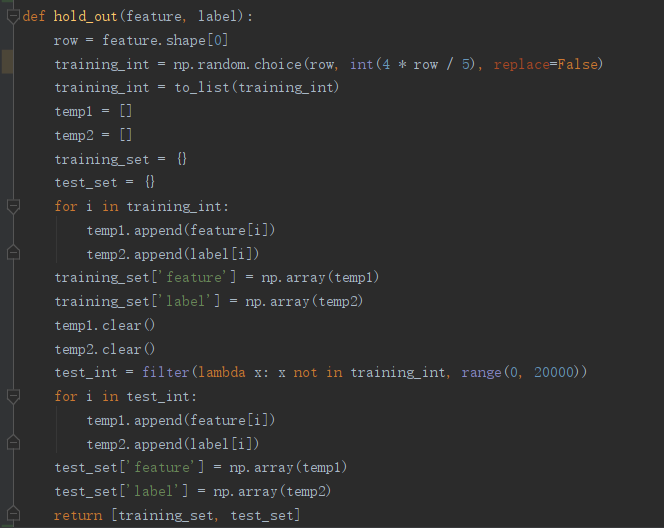 def hold_out(feature, label):
    row = feature.shape[0]
    training_int = np.random.choice(row, int(4 * row / 5), replace=False)
    training_int = to_list(training_int)
    temp1 = []
    temp2 = []
    training_set = {}
    test_set = {}
    for i in training_int:
        temp1.append(feature[i])
        temp2.append(label[i])
    training_set['feature'] = np.array(temp1)
    training_set['label'] = np.array(temp2)
    temp1.clear()
    temp2.clear()
    test_int = filter(lambda x: x not in training_int, range(0, 20000))
    for i in test_int:
        temp1.append(feature[i])
        temp2.append(label[i])
    test_set['feature'] = np.array(temp1)
    test_set['label'] = np.array(temp2)
    return [training_set, test_set]